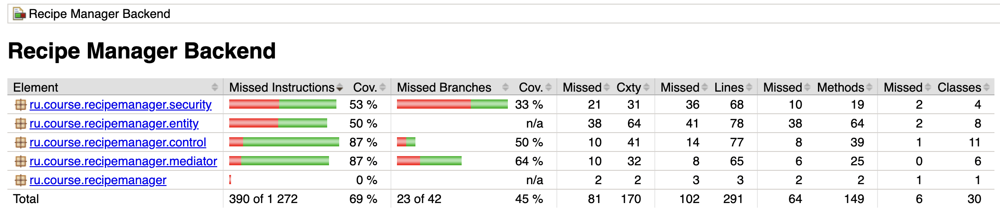 Recipe Manager Backend
Recipe Manager Backend
Element Missed Instructions Cov. Missed Branches Cov. Missed Cxty Missed Lines Missed Methods Missed Classes
ru.course.recipemanager.security 53 % 33 % 21 31 36 68 10 19 2 4
ru.course.recipemanager.entity 50 % n/a 38 64 41 78 38 64 2 8
ru.course.recipemanager.control 87 % 50 % 10 41 14 77 8 39 1 11
ru.course.recipemanager.mediator 87 % 64 % 10 32 8 65 6 25 0 6
ru.course.recipemanager 0 % n/a 2 2 3 3 2 2 1 1
Total 390 of 1 272 69 % 23 of 42 45 % 81 170 102 291 64 149 6 30